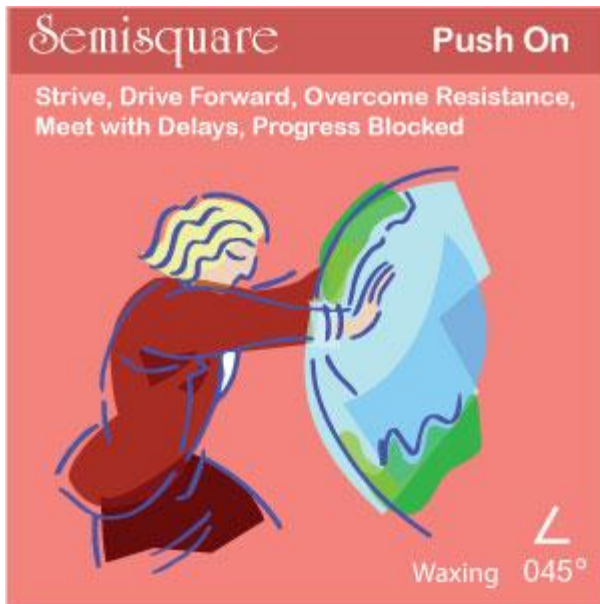 Semisquare Push On
Strive, Drive Forward, Overcome Resistance,
Meet with Delays, Progress Blocked
Waxing 045°